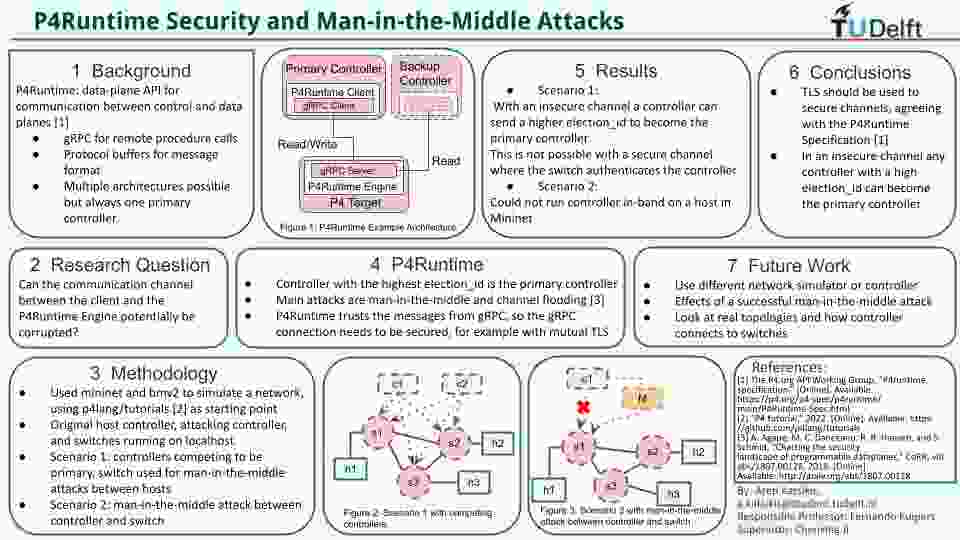 P4Runtime Security and Man-in-the-Middle Attacks
TUDelft
1 Background
P4Runtime: data-plane API for
communication between control and data
planes [1]
● gRPC for remote procedure calls
● Protocol buffers for message
format
● Multiple architectures possible
but always one primary
controller.
Primary Controller
P4Runtime Client
gRPC Client
Backup
Controller
Read/Write
Read
gRPC Server
P4Runtime Engine
P4 Target
Figure 1: P4Runtime Example Architecture
5 Results
● Scenario 1:
With an insecure channel a controller can
send a higher election_id to become the
primary controller.
This is not possible with a secure channel
where the switch authenticates the controller
● Scenario 2:
Could not run controller in-band on a host in
Mininet
6 Conclusions
● TLS should be used to
secure channels, agreeing
with the P4Runtime
Specification [1]
● In an insecure channel any
controller with a high
election_id can become
the primary controller
2 Research Question
Can the communication channel
between the client and the
P4Runtime Engine potentially be
corrupted?
4 P4Runtime
● Controller with the highest election_id is the primary controller
● Main attacks are man-in-the-middle and channel flooding [3]
● P4Runtime trusts the messages from gRPC, so the gRPC
connection needs to be secured, for example with mutual TLS
7 Future Work
● Use different network simulator or controller
● Effects of a successful man-in-the-middle attack
● Look at real topologies and how controller
connects to switches
3 Methodology
● Used mininet and bmv2 to simulate a network,
using p4lang/tutorials [2] as starting point
● Original host controller, attacking controller,
and switches running on localhost
● Scenario 1: controllers competing to be
primary, switch used for man-in-the-middle
attacks between hosts
● Scenario 2: man-in-the-middle attack between
controller and switch
c1
c2
s1
s2
h2
h1
s3
h3
Figure 2: Scenario 1 with competing
controllers
c1
M
s1
s2
h2
h1
s3
h3
Figure 3: Scenario 2 with man-in-the-middle
attack between controller and switch
References:
[1] The P4.org API Working Group, "P4runtime
specification." [Online]. Available:
https://p4.org/p4-spec/p4runtime/
main/P4Runtime-Spec.html
[2] "P4 tutorial," 2022. [Online]. Available: https:
//github.com/p4lang/tutorials
[3] A. Agape, M. C. Danceanu, R. R. Hansen, and S.
Schmid, "Charting the security
landscape of programmable dataplanes," CoRR, vol.
abs/1807.00128, 2018. [Online].
Available: http://arxiv.org/abs/1807.00128
By:
Responsible Professor: Fernando Kuipers
Supervisor: Chenxing Ji